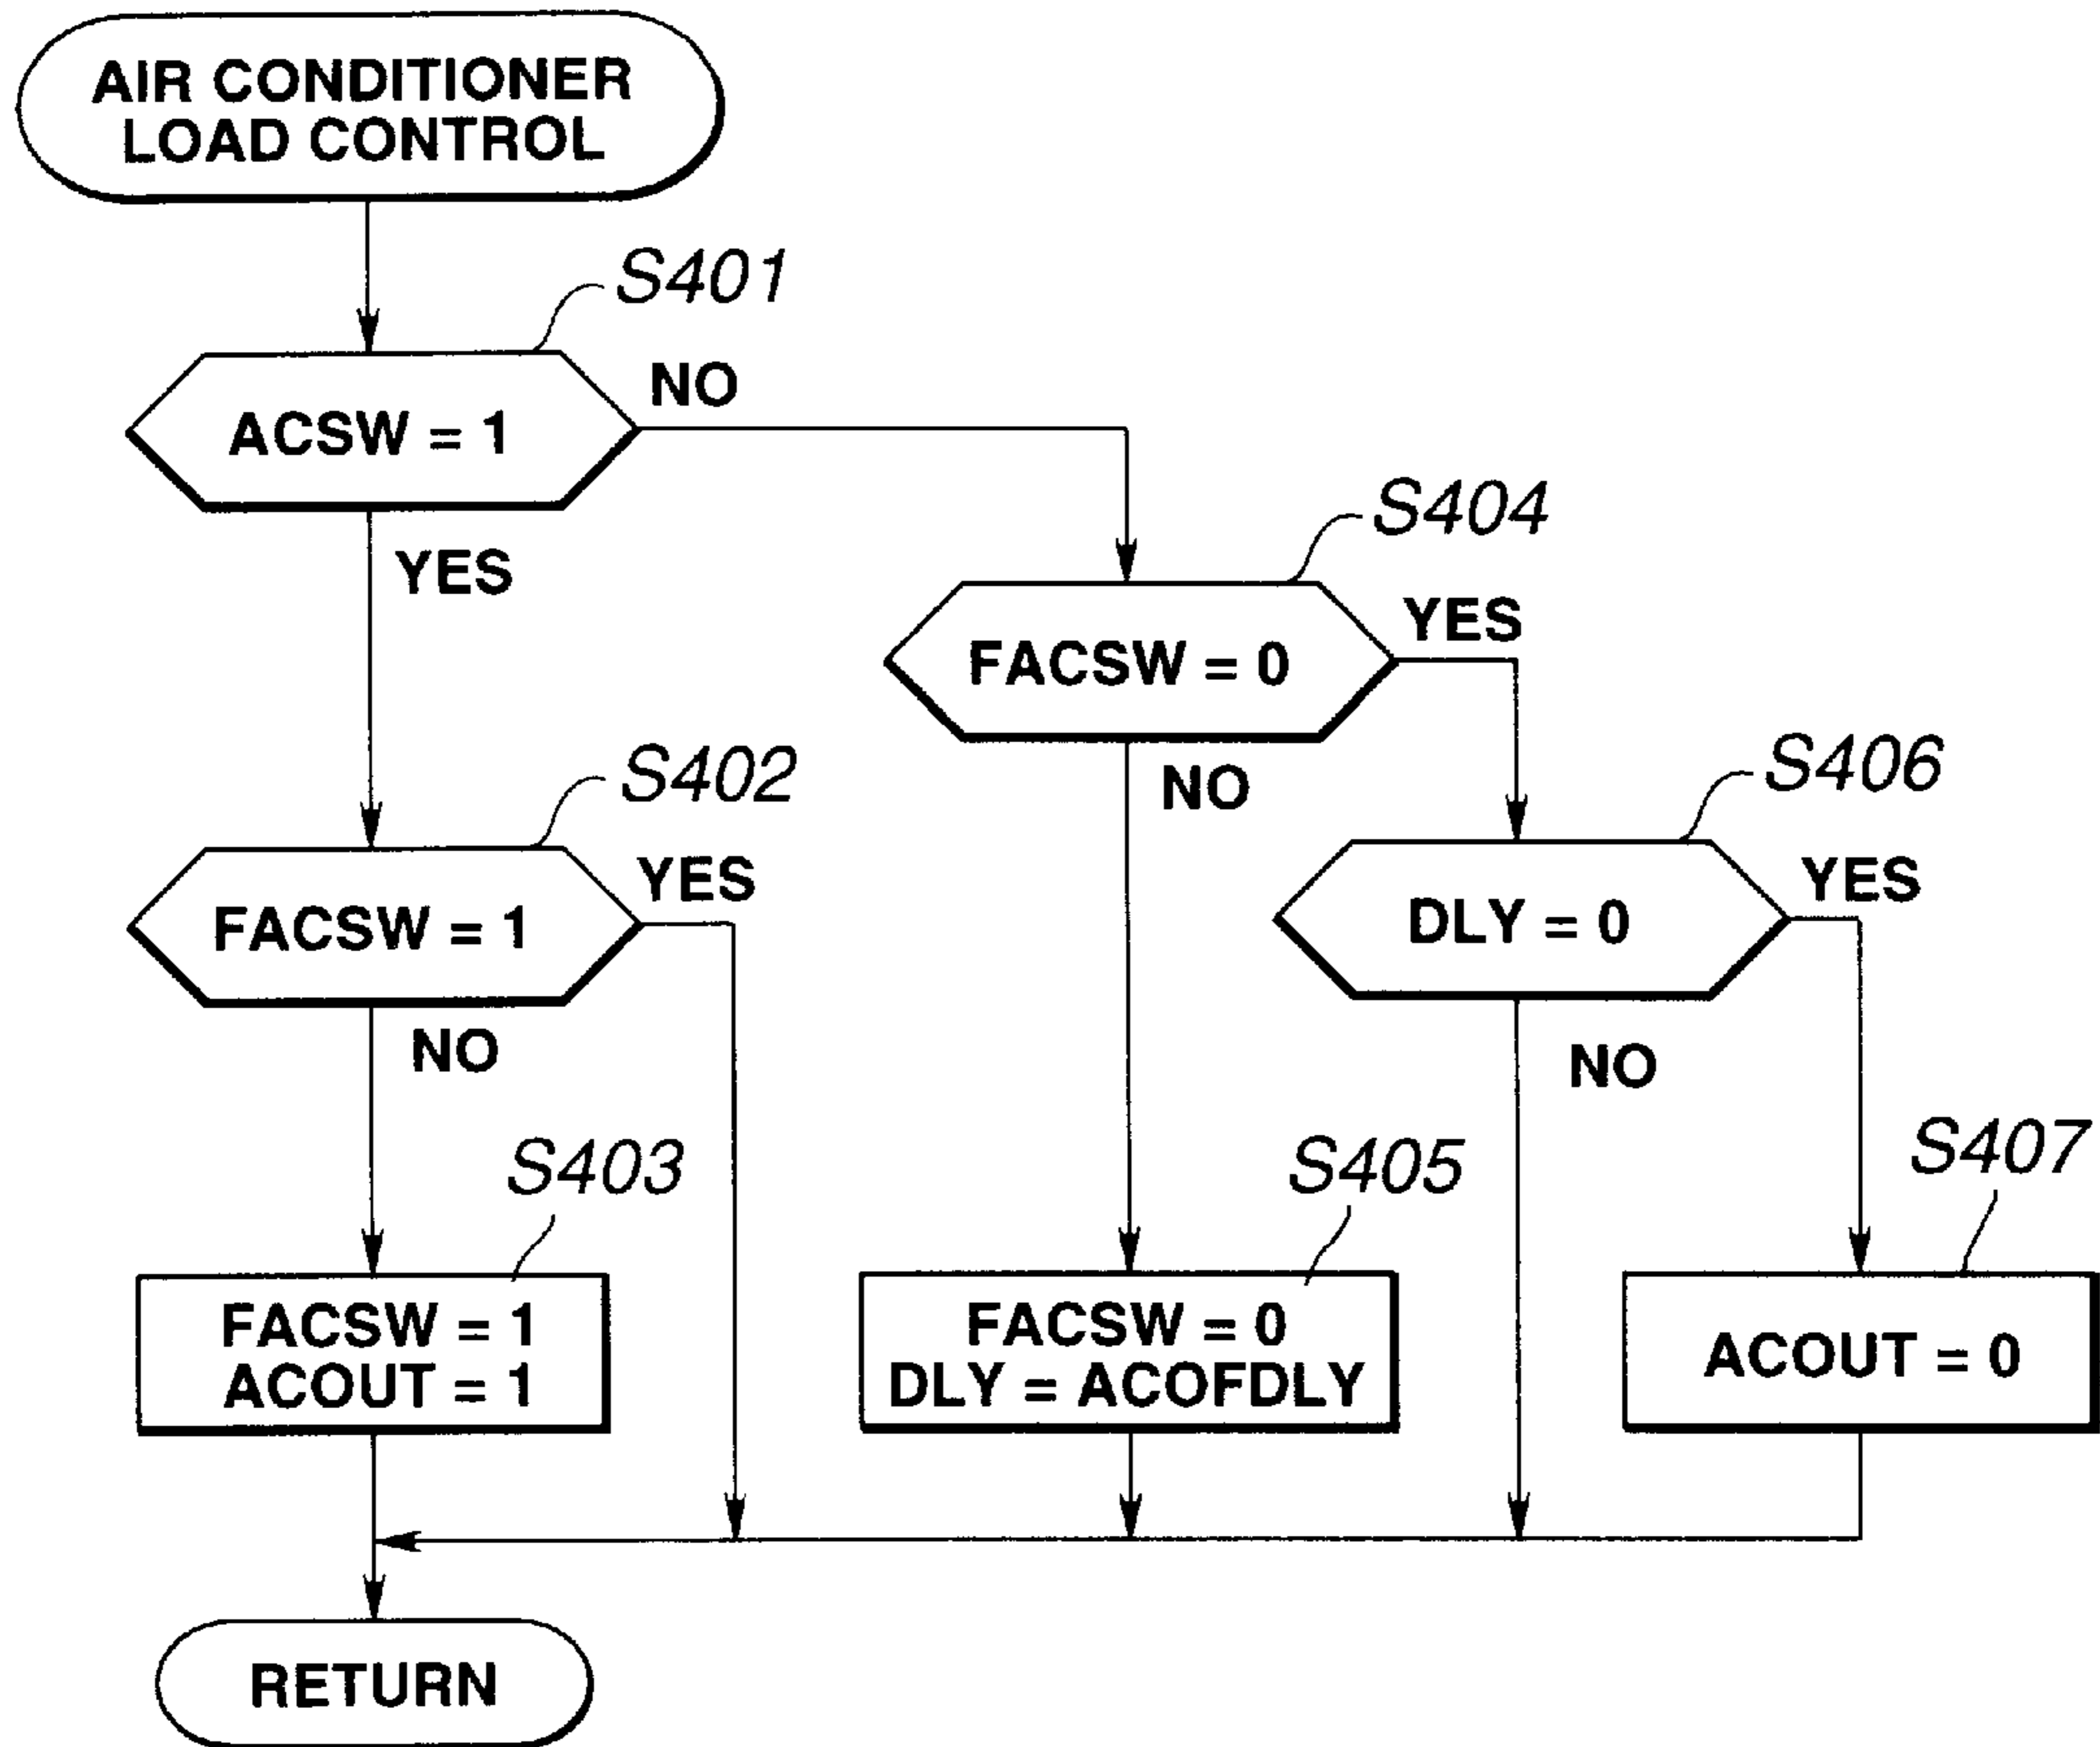 AIR CONDITIONER
LOAD CONTROL
S401
ACSW = 1
NO
YES
S404
FACSW = 0
YES
NO
S402
FACSW = 1
YES
NO
S406
DLY = 0
YES
NO
S403
FACSW = 1
ACOUT = 1
S405
FACSW = 0
DLY = ACOFDLY
S407
ACOUT = 0
RETURN